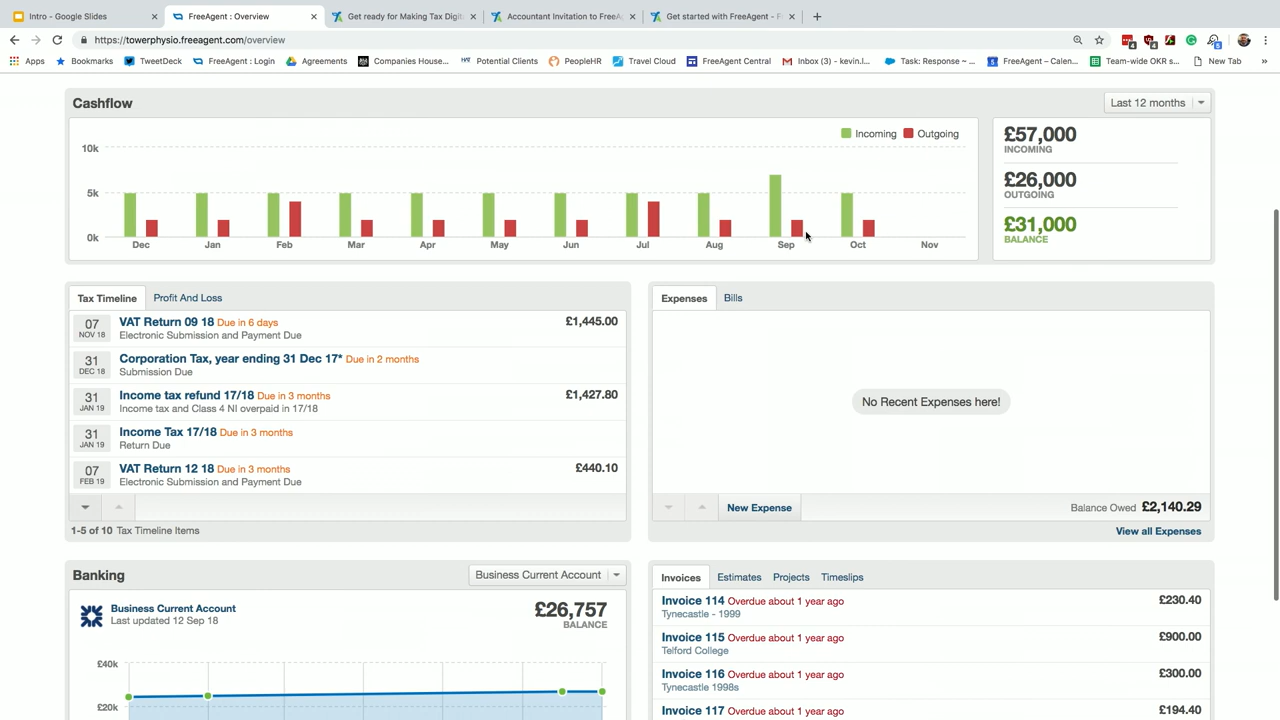 Intro - Google Slides
FreeAgent : Overview
Get ready for Making Tax Digit
Accountant Invitation to FreeA
Get started with FreeAgent - F
https://towerphysio.freeagent.com/overview
Apps Bookmarks TweetDeck FreeAgent : Login Agreements Companies House... Potential Clients PeopleHR Travel Cloud FreeAgent Central Inbox (3) - kevin.l... Task: Response ~ ... FreeAgent – Calen... Team-wide OKR s... New Tab »
Cashflow
Last 12 months
Incoming Outgoing
10k
5k
0k
Dec Jan Feb Mar Apr May Jun Jul Aug Sep Oct Nov
£57,000
INCOMING
£26,000
OUTGOING
£31,000
BALANCE
Tax Timeline Profit And Loss
07 NOV 18
VAT Return 09 18 Due in 6 days £1,445.00
Electronic Submission and Payment Due
31 DEC 18
Corporation Tax, year ending 31 Dec 17* Due in 2 months
Submission Due
31 JAN 19
Income tax refund 17/18 Due in 3 months £1,427.80
Income tax and Class 4 NI overpaid in 17/18
31 JAN 19
Income Tax 17/18 Due in 3 months
Return Due
07 FEB 19
VAT Return 12 18 Due in 3 months £440.10
Electronic Submission and Payment Due
1-5 of 10 Tax Timeline Items
Expenses Bills
No Recent Expenses here!
New Expense
Balance Owed £2,140.29
View all Expenses
Banking
Business Current Account
Business Current Account
Last updated 12 Sep 18
£26,757
BALANCE
£40k
£20k
Invoices Estimates Projects Timeslips
Invoice 114 Overdue about 1 year ago £230.40
Tynecastle - 1999
Invoice 115 Overdue about 1 year ago £900.00
Telford College
Invoice 116 Overdue about 1 year ago £300.00
Tynecastle 1998s
Invoice 117 Overdue about 1 year ago £194.40